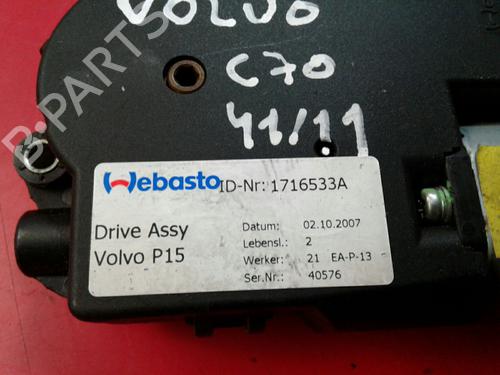 VOLVO
C70
41/11
B-PARTS
Webasto ID-Nr: 1716533A
Drive Assy
Volvo P15
Datum: 02.10.2007
Lebensl.: 2
Werker: 21 EA-P-13
Ser.Nr.: 40576